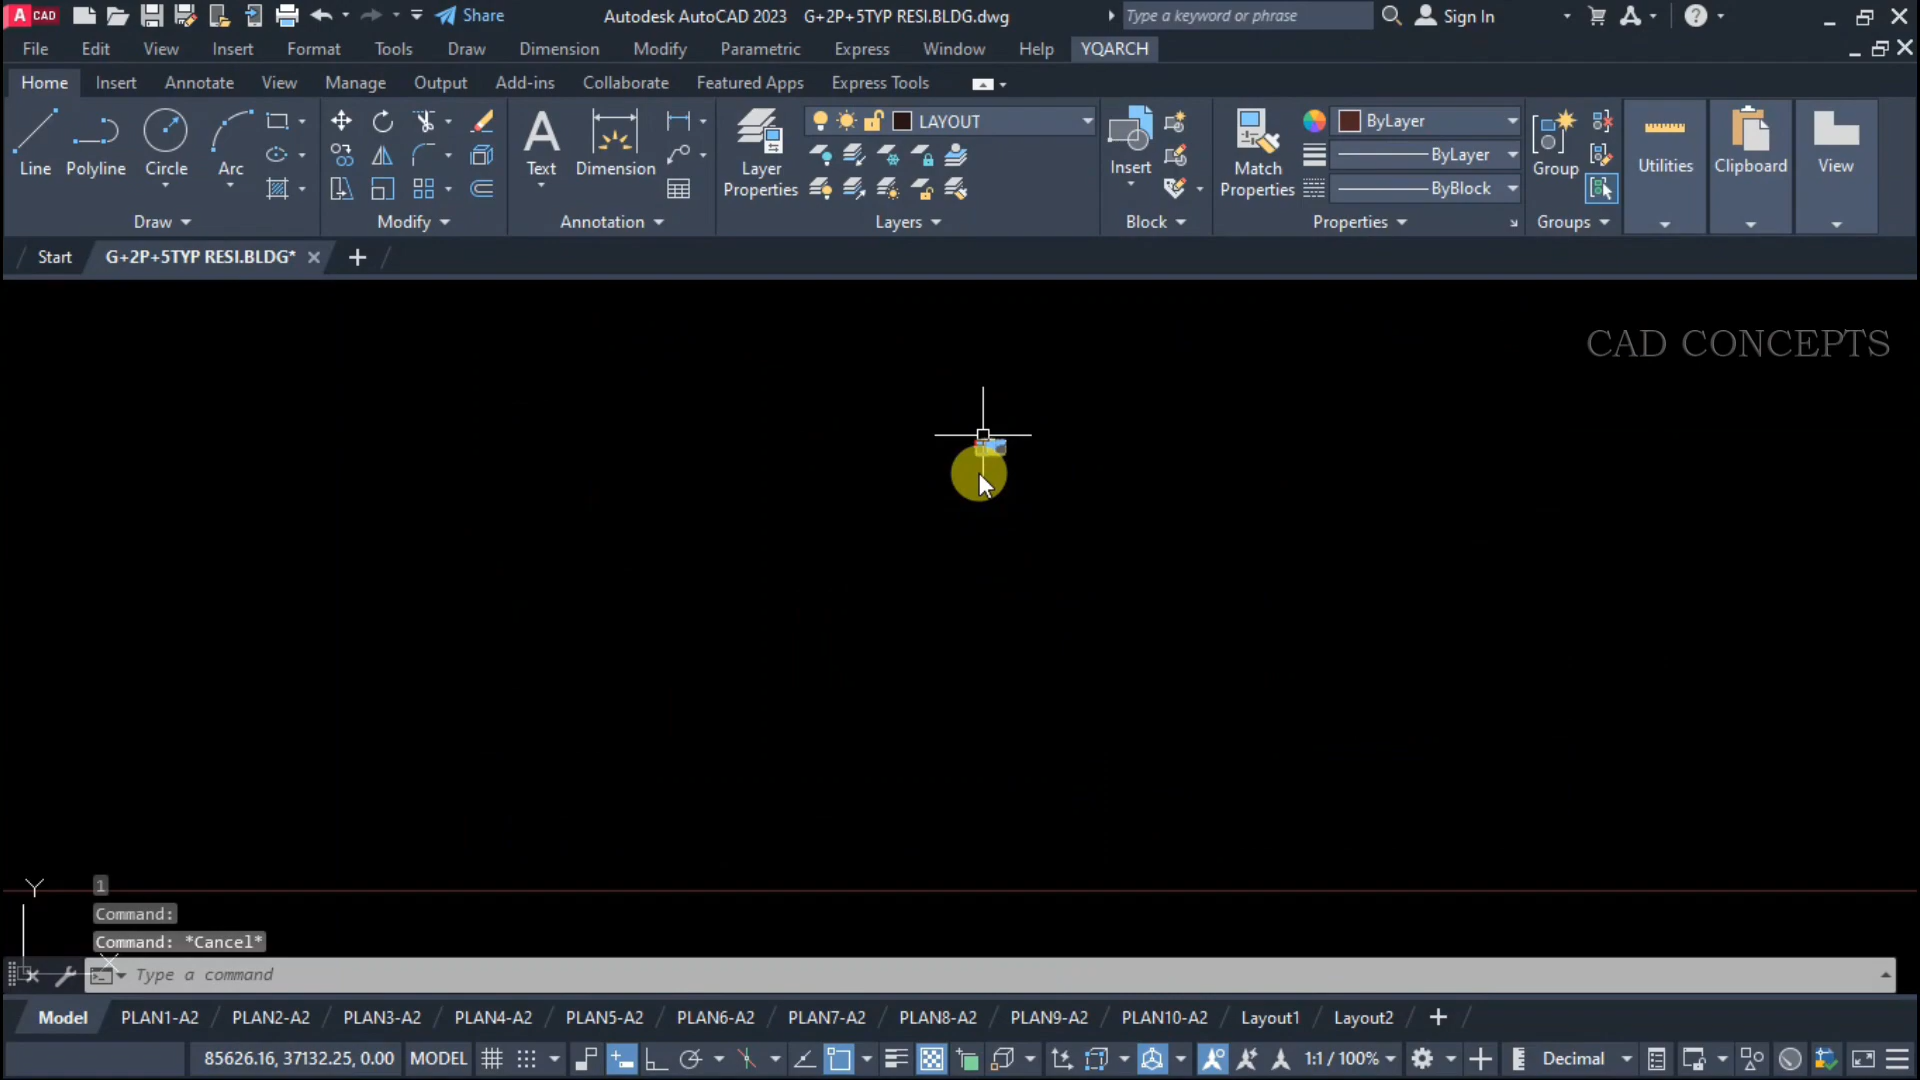 A CAD Share Autodesk AutoCAD 2023 G+2P+5TYP RESI.BLDG.dwg Type a keyword or phrase Sign In
File Edit View Insert Format Tools Draw Dimension Modify Parametric Express Window Help YQARCH
Home Insert Annotate View Manage Output Add-ins Collaborate Featured Apps Express Tools
LAYOUT ByLayer
Line Polyline Circle Arc Text Dimension Layer Properties Insert Match Properties ByLayer Group Utilities Clipboard View
ByBlock
Draw Modify Annotation Layers Block Properties Groups
Start G+2P+5TYP RESI.BLDG*
CAD CONCEPTS
Y 1
Command:
Command: *Cancel*
X Type a command
Model PLAN1-A2 PLAN2-A2 PLAN3-A2 PLAN4-A2 PLAN5-A2 PLAN6-A2 PLAN7-A2 PLAN8-A2 PLAN9-A2 PLAN10-A2 Layout1 Layout2
85626.16, 37132.25, 0.00 MODEL 1:1 / 100% Decimal